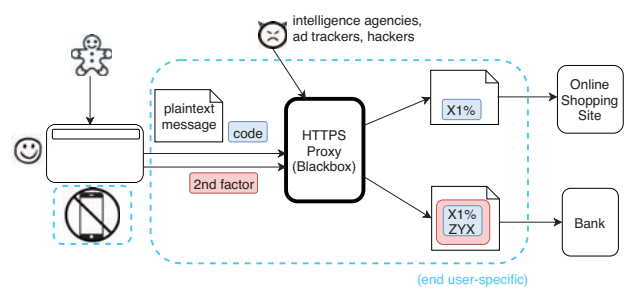 intelligence agencies,
ad trackers, hackers
plaintext
message
code
2nd factor
HTTPS
Proxy
(Blackbox)
X1%
Online
Shopping
Site
X1%
ZYX
Bank
(end user-specific)